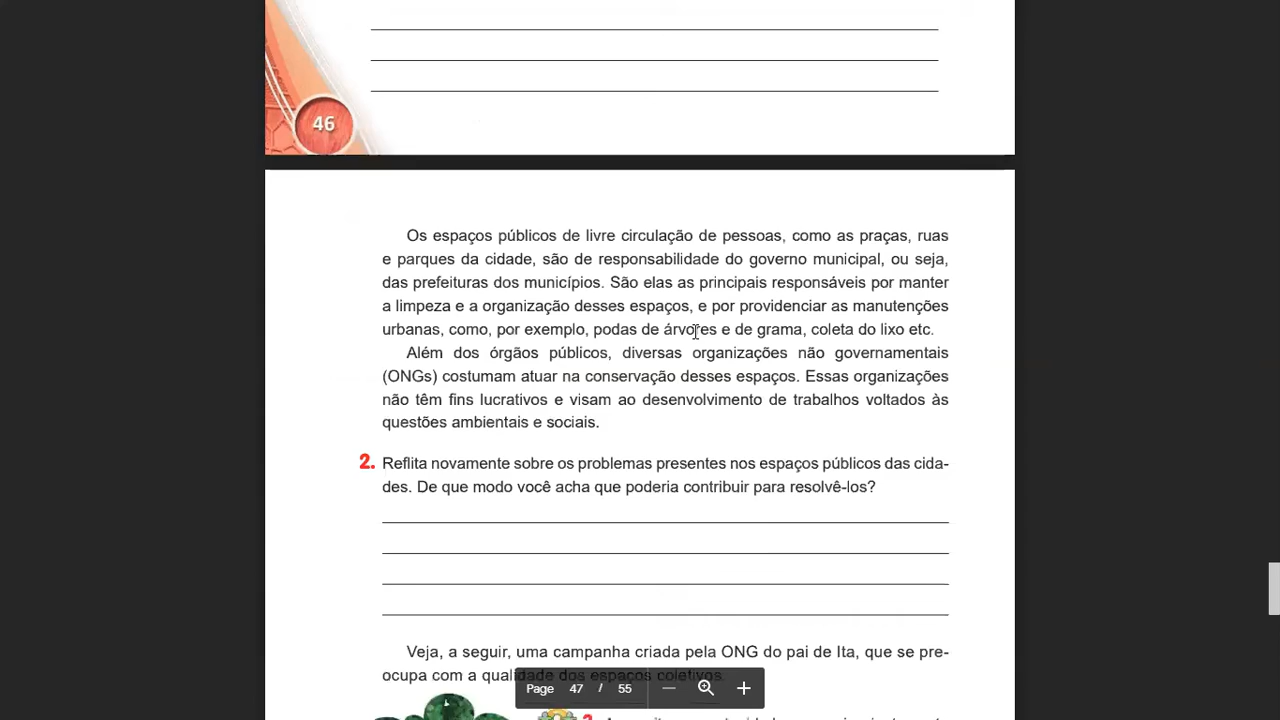 46
Os espaços públicos de livre circulação de pessoas, como as praças, ruas
e parques da cidade, são de responsabilidade do governo municipal, ou seja,
das prefeituras dos municípios. São elas as principais responsáveis por manter
a limpeza e a organização desses espaços, e por providenciar as manutenções
urbanas, como, por exemplo, podas de árvores e de grama, coleta do lixo etc.
Além dos órgãos públicos, diversas organizações não governamentais
(ONGs) costumam atuar na conservação desses espaços. Essas organizações
não têm fins lucrativos e visam ao desenvolvimento de trabalhos voltados às
questões ambientais e sociais.
2. Reflita novamente sobre os problemas presentes nos espaços públicos das cida-
des. De que modo você acha que poderia contribuir para resolvê-los?
Veja, a seguir, uma campanha criada pela ONG do pai de Ita, que se pre-
ocupa com a qualidade dos espaços coletivos.
Page 47 / 55